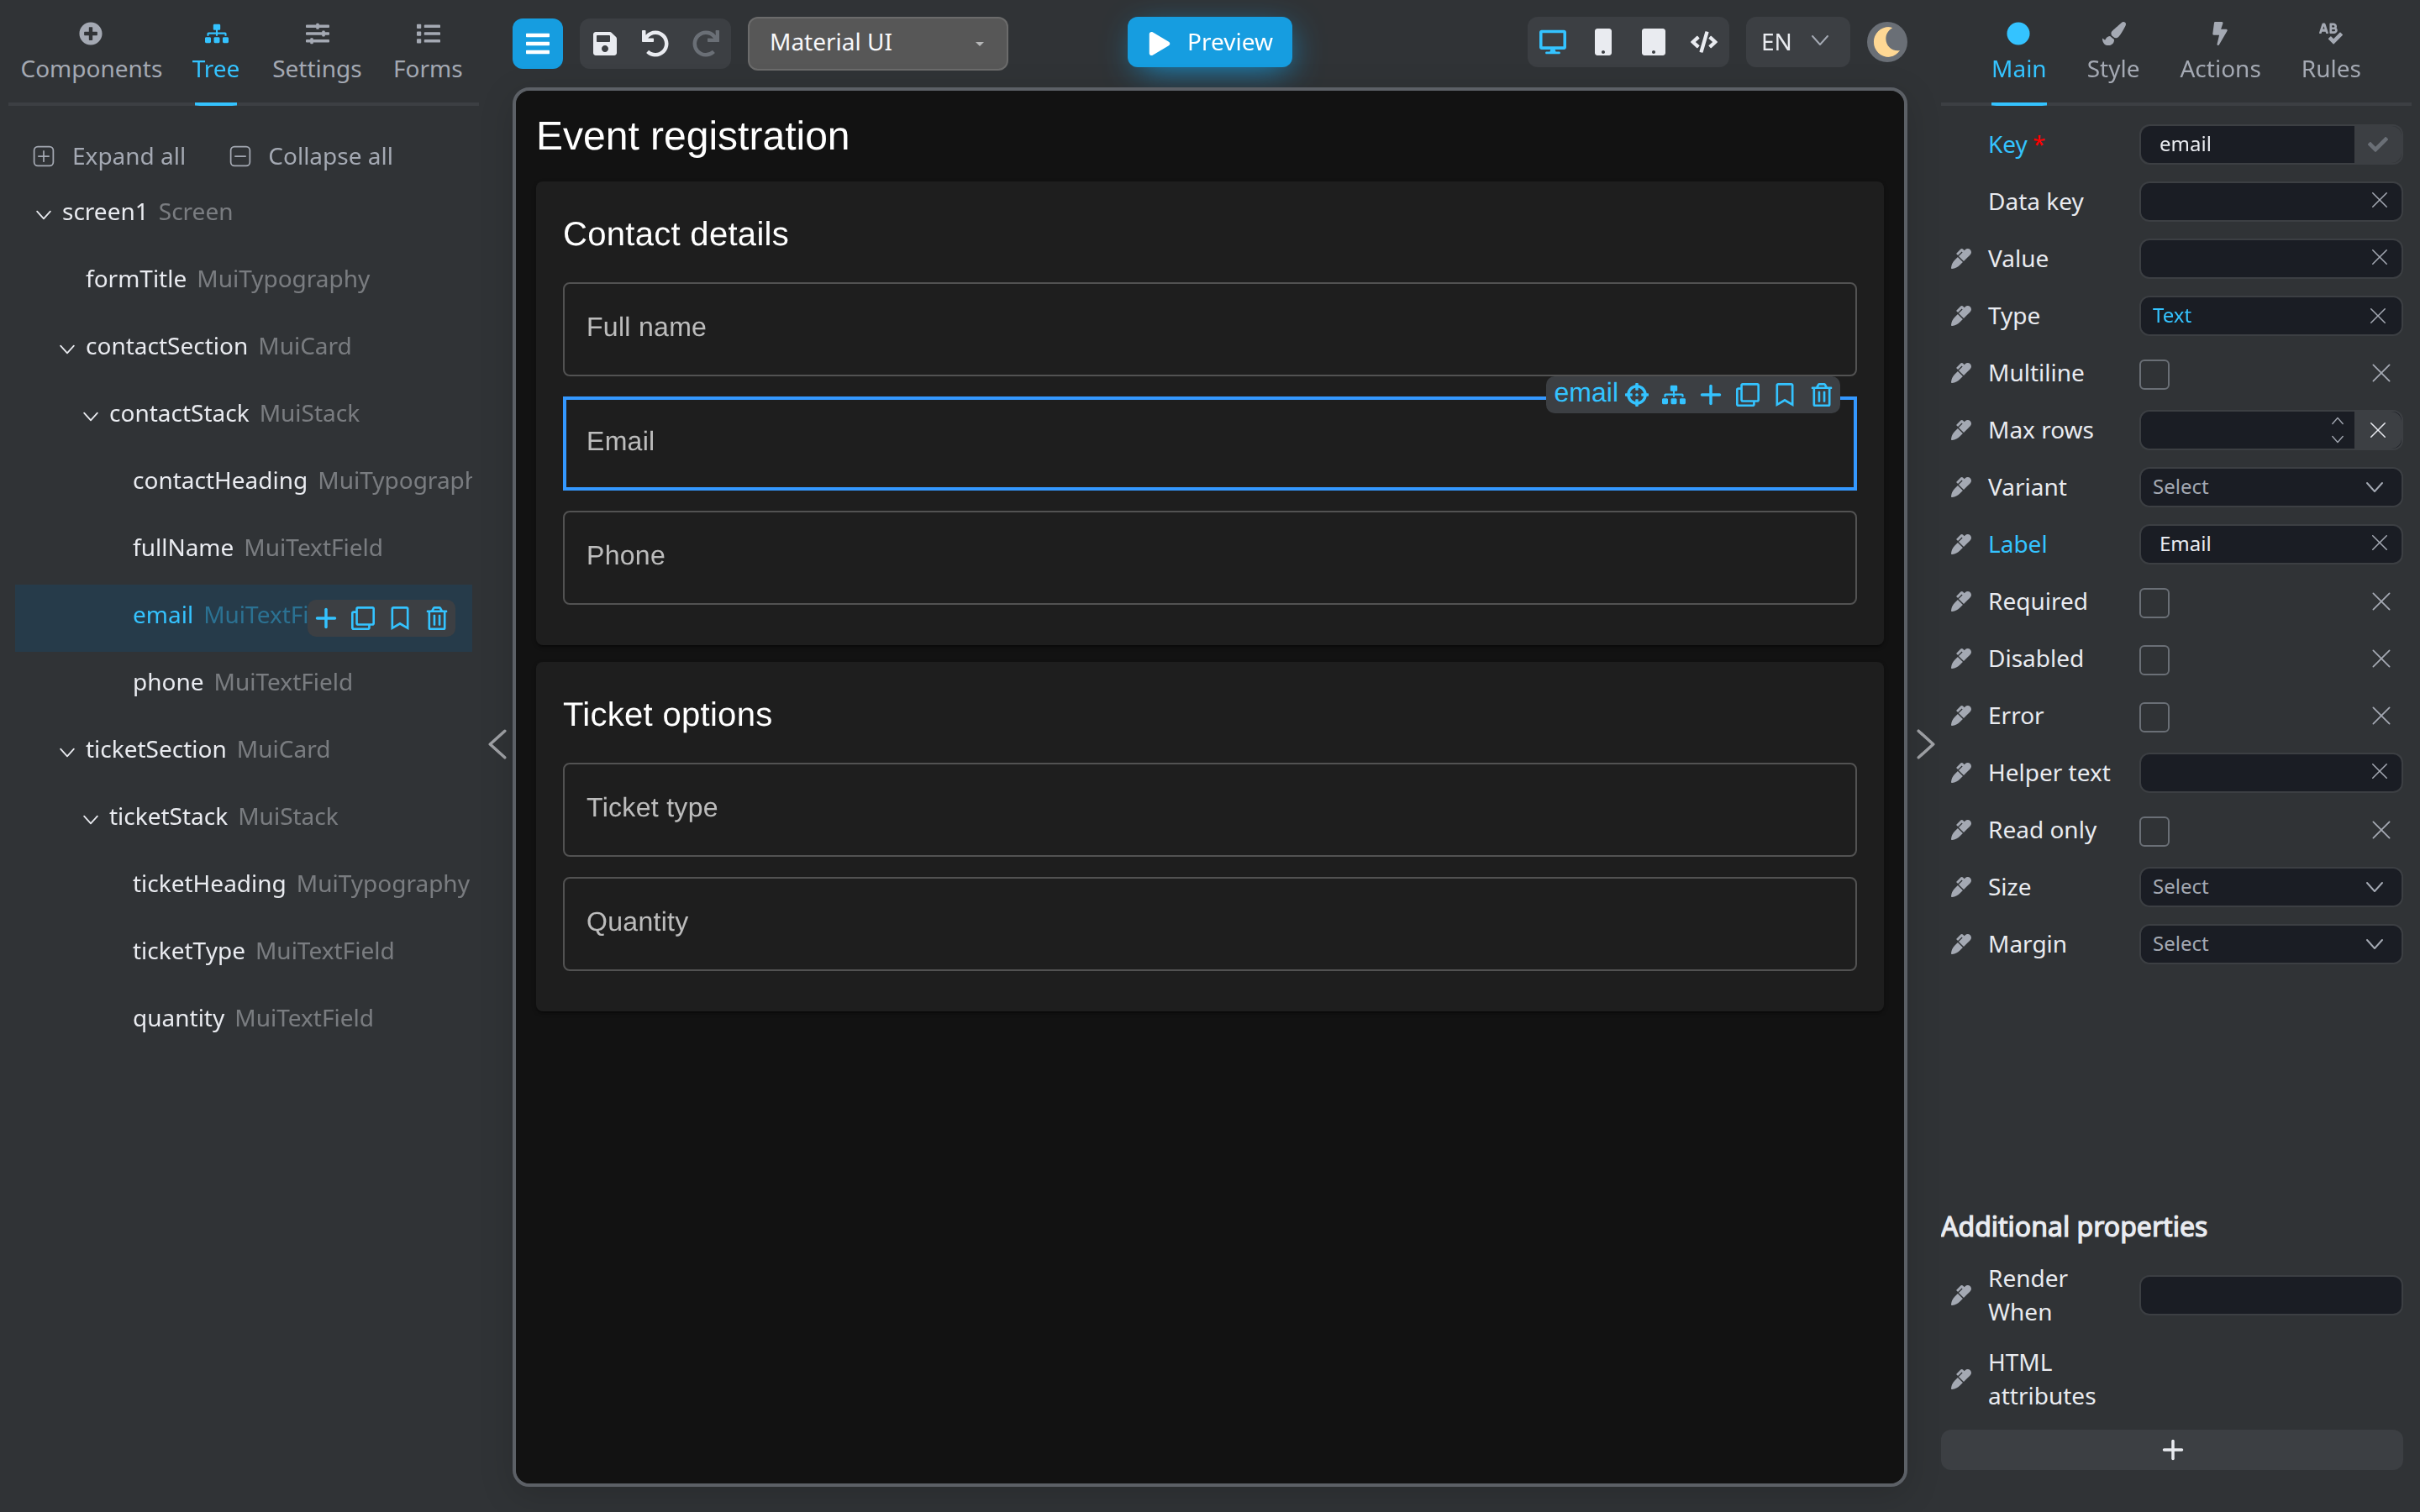 Components Tree Settings Forms
Material UI
Preview
EN
Main Style Actions Rules
Expand all Collapse all
screen1 Screen
formTitle MuiTypography
contactSection MuiCard
contactStack MuiStack
contactHeading MuiTypograph
fullName MuiTextField
email MuiTextFi
phone MuiTextField
ticketSection MuiCard
ticketStack MuiStack
ticketHeading MuiTypography
ticketType MuiTextField
quantity MuiTextField
Event registration
Contact details
Full name
email
Email
Phone
Ticket options
Ticket type
Quantity
Key * email
Data key
Value
Type Text
Multiline
Max rows
Variant Select
Label Email
Required
Disabled
Error
Helper text
Read only
Size Select
Margin Select
Additional properties
Render
When
HTML
attributes